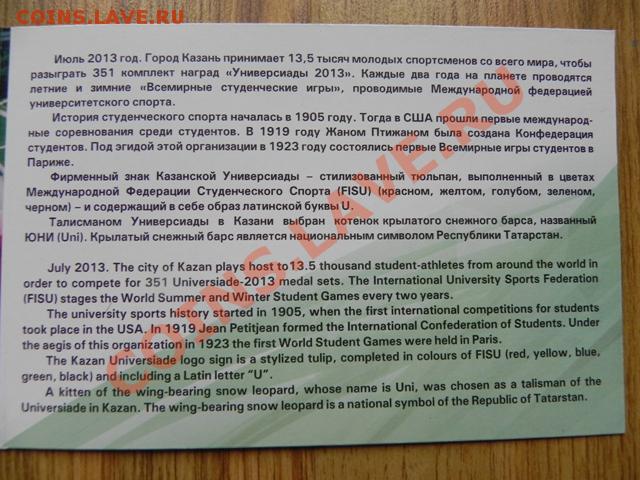 COINS.LAVE.RU
Июль 2013 год. Город Казань принимает 13,5 тысяч молодых спортсменов со всего мира, чтобы
разыграть 351 комплект наград «Универсиады 2013». Каждые два года на планете проводятся
летние и зимние «Всемирные студенческие игры», проводимые Международной федерацией
университетского спорта.
История студенческого спорта началась в 1905 году. Тогда в США прошли первые международ-
ные соревнования среди студентов. В 1919 году Жаном Птижаном была создана Конфедерация
студентов. Под эгидой этой организации в 1923 году состоялись первые Всемирные игры студентов в
Париже.
Фирменный знак Казанской Универсиады – стилизованный тюльпан, выполненный в цветах
Международной Федерации Студенческого Спорта (FISU) (красном, желтом, голубом, зеленом,
черном) – и содержащий в себе образ латинской буквы U.
Талисманом Универсиады в Казани выбран котенок крылатого снежного барса, названный
ЮНИ (Uni). Крылатый снежный барс является национальным символом Республики Татарстан.
July 2013. The city of Kazan plays host to13.5 thousand student-athletes from around the world in
order to compete for 351 Universiade-2013 medal sets. The International University Sports Federation
(FISU) stages the World Summer and Winter Student Games every two years.
The university sports history started in 1905, when the first international competitions for students
took place in the USA. In 1919 Jean Petitjean formed the International Confederation of Students. Under
the aegis of this organization in 1923 the first World Student Games were held in Paris.
The Kazan Universiade logo sign is a stylized tulip, completed in colours of FISU (red, yellow, blue,
green, black) and including a Latin letter "U".
A kitten of the wing-bearing snow leopard, whose name is Uni, was chosen as a talisman of the
Universiade in Kazan. The wing-bearing snow leopard is a national symbol of the Republic of Tatarstan.
COINS.LAVE.RU
COINS.LAVE.RU